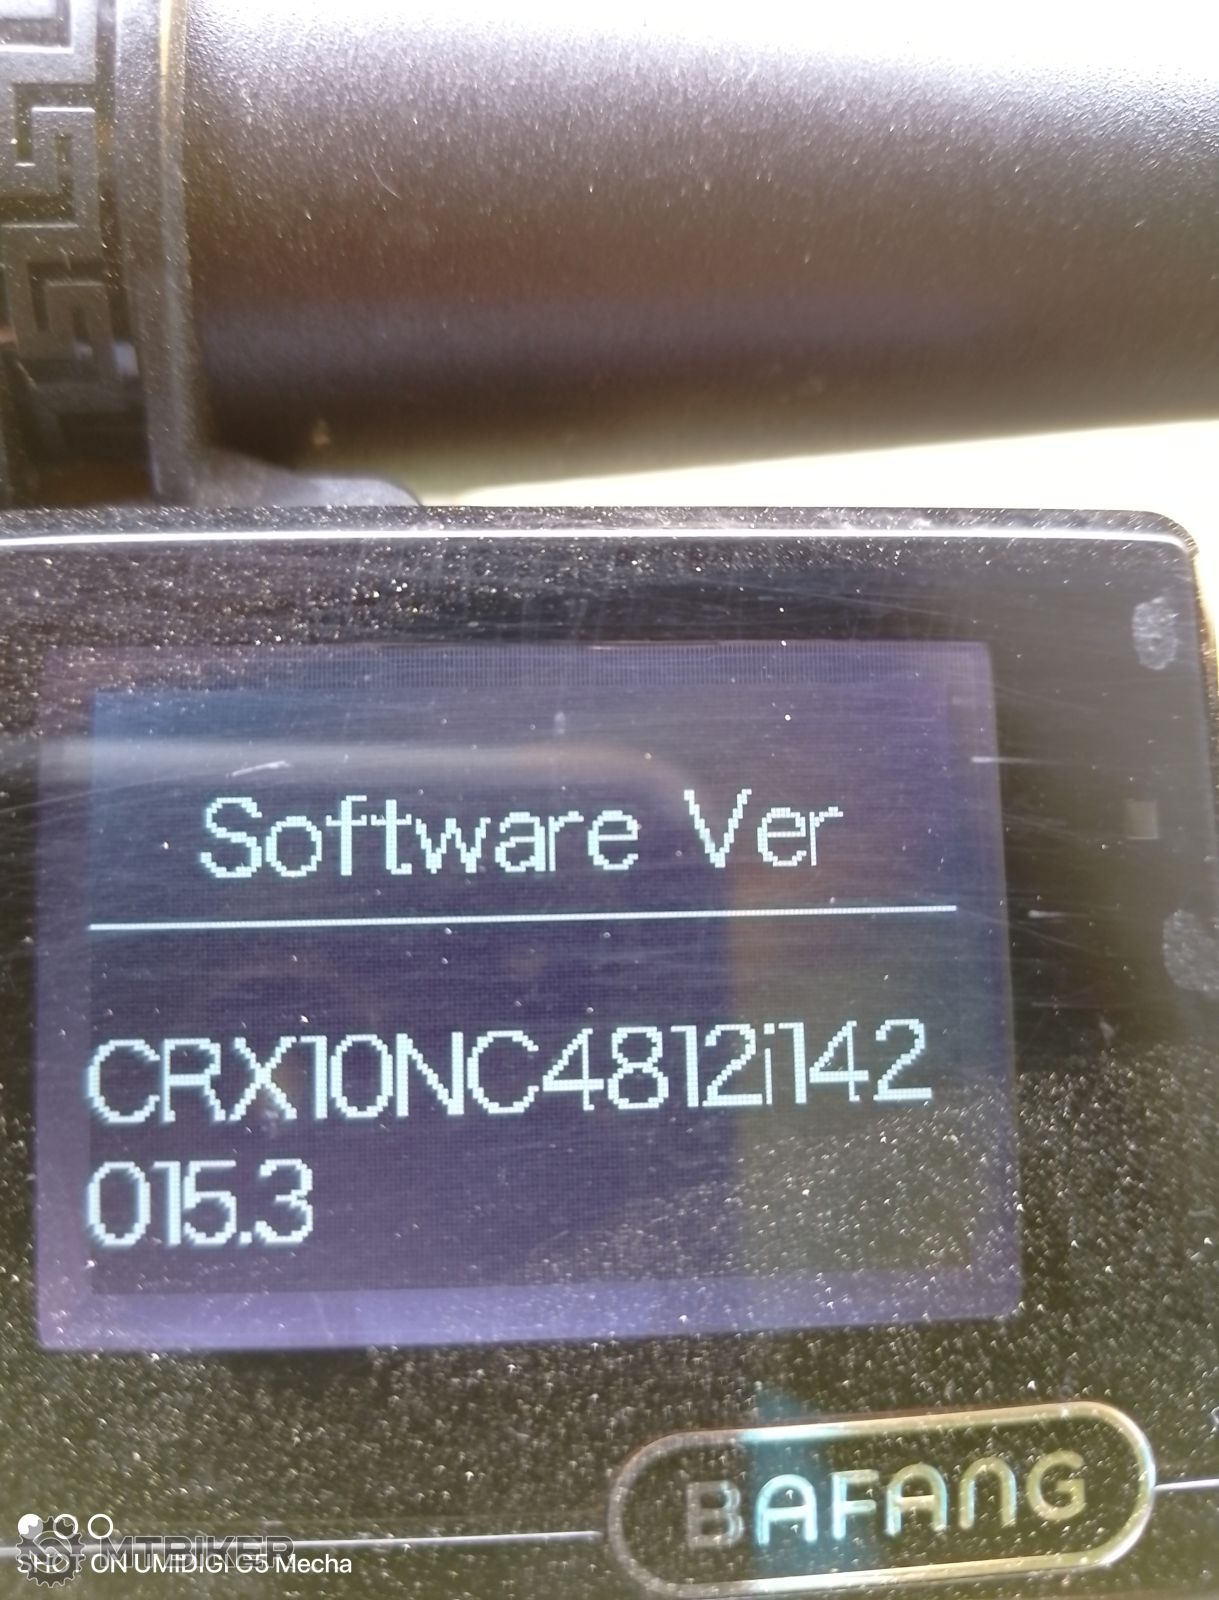 Software Ver
CRX10NC4812i142
015.3
BAFANG
MTBIKER
SHOT ON UMIDIGI G5 Mecha